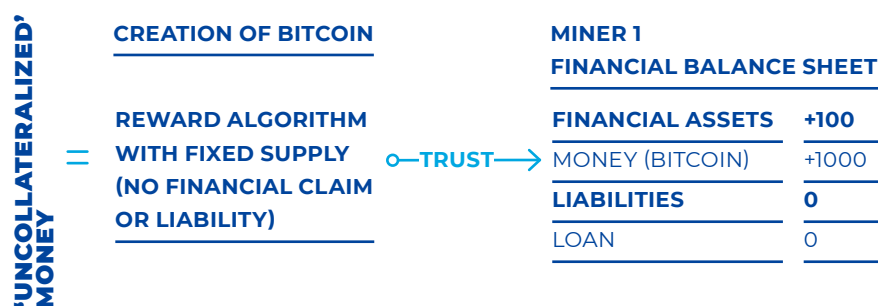 'UNCOLLATERALIZED'
MONEY
=
CREATION OF BITCOIN
REWARD ALGORITHM
WITH FIXED SUPPLY
(NO FINANCIAL CLAIM
OR LIABILITY)
TRUST
MINER 1
FINANCIAL BALANCE SHEET
FINANCIAL ASSETS +100
MONEY (BITCOIN) +1000
LIABILITIES 0
LOAN 0